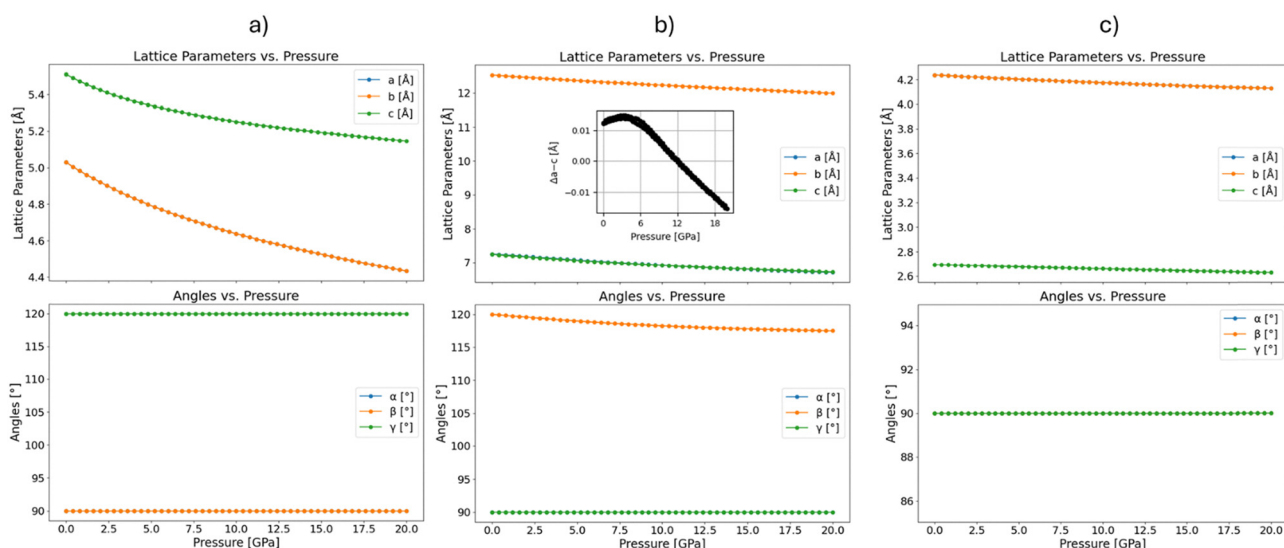 a)
Lattice Parameters vs. Pressure
Lattice Parameters [Å]
5.4
5.2
5.0
4.8
4.6
4.4
a [Å]
b [Å]
c [Å]
Angles vs. Pressure
Angles [°]
120
115
110
105
100
95
90
α [°]
β [°]
γ [°]
0.0 2.5 5.0 7.5 10.0 12.5 15.0 17.5 20.0
Pressure [GPa]
b)
Lattice Parameters vs. Pressure
Lattice Parameters [Å]
12
11
10
9
8
7
a [Å]
b [Å]
c [Å]
Δa−c [Å]
0.01
0.00
−0.01
0 6 12 18
Pressure [GPa]
Angles vs. Pressure
Angles [°]
120
115
110
105
100
95
90
α [°]
β [°]
γ [°]
0.0 2.5 5.0 7.5 10.0 12.5 15.0 17.5 20.0
Pressure [GPa]
c)
Lattice Parameters vs. Pressure
Lattice Parameters [Å]
4.2
4.0
3.8
3.6
3.4
3.2
3.0
2.8
2.6
a [Å]
b [Å]
c [Å]
Angles vs. Pressure
Angles [°]
94
92
90
88
86
α [°]
β [°]
γ [°]
0.0 2.5 5.0 7.5 10.0 12.5 15.0 17.5 20.0
Pressure [GPa]